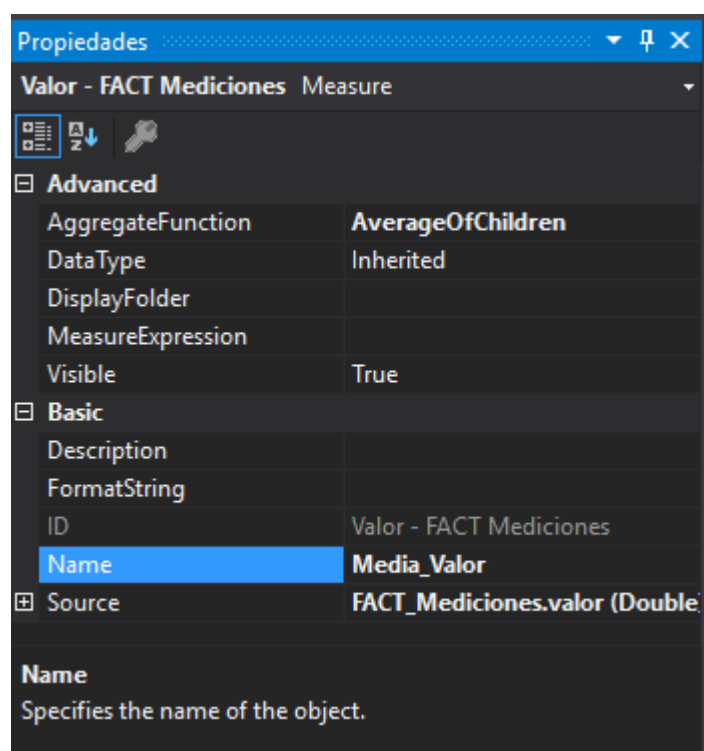 Propiedades
Valor - FACT Mediciones Measure
Advanced
AggregateFunction AverageOfChildren
DataType Inherited
DisplayFolder
MeasureExpression
Visible True
Basic
Description
FormatString
ID Valor - FACT Mediciones
Name Media_Valor
Source FACT_Mediciones.valor (Double)
Name
Specifies the name of the object.